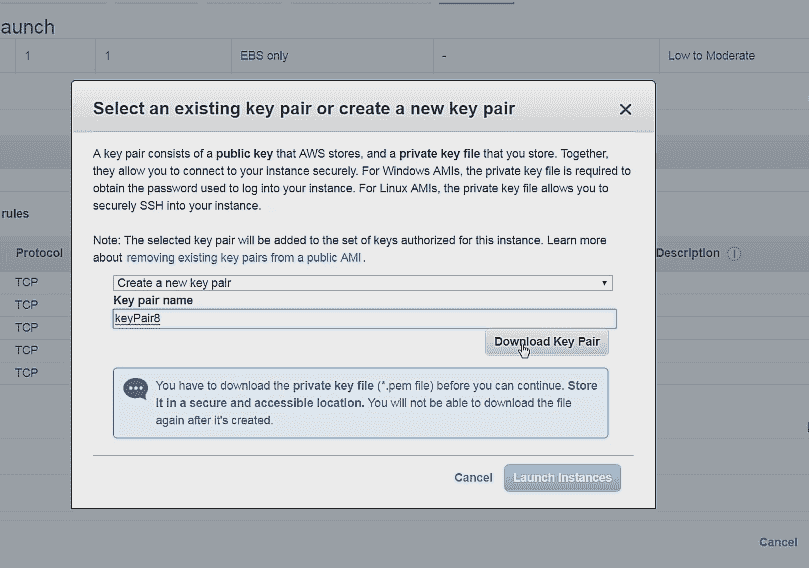 aunch
1 1 EBS only - Low to Moderate
Select an existing key pair or create a new key pair
A key pair consists of a public key that AWS stores, and a private key file that you store. Together,
they allow you to connect to your instance securely. For Windows AMIs, the private key file is required to
obtain the password used to log into your instance. For Linux AMIs, the private key file allows you to
securely SSH into your instance.
rules
Note: The selected key pair will be added to the set of keys authorized for this instance. Learn more
about removing existing key pairs from a public AMI.
Protocol Description
TCP
Create a new key pair
Key pair name
TCP
keyPair8
TCP
Download Key Pair
TCP
TCP
You have to download the private key file (*.pem file) before you can continue. Store
it in a secure and accessible location. You will not be able to download the file
again after it's created.
Cancel Launch Instances
Cancel